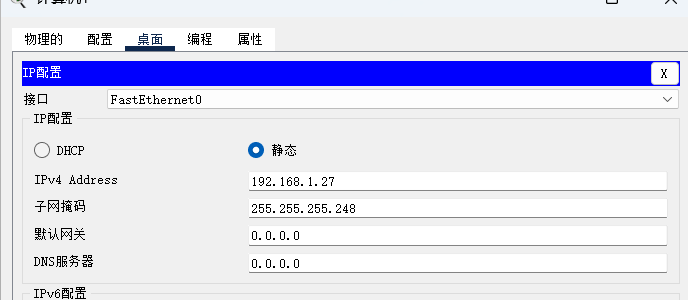 物理的 配置 桌面 编程 属性
IP配置 X
接口 FastEthernet0
IP配置
DHCP 静态
IPv4 Address 192.168.1.27
子网掩码 255.255.255.248
默认网关 0.0.0.0
DNS服务器 0.0.0.0
IPv6配置